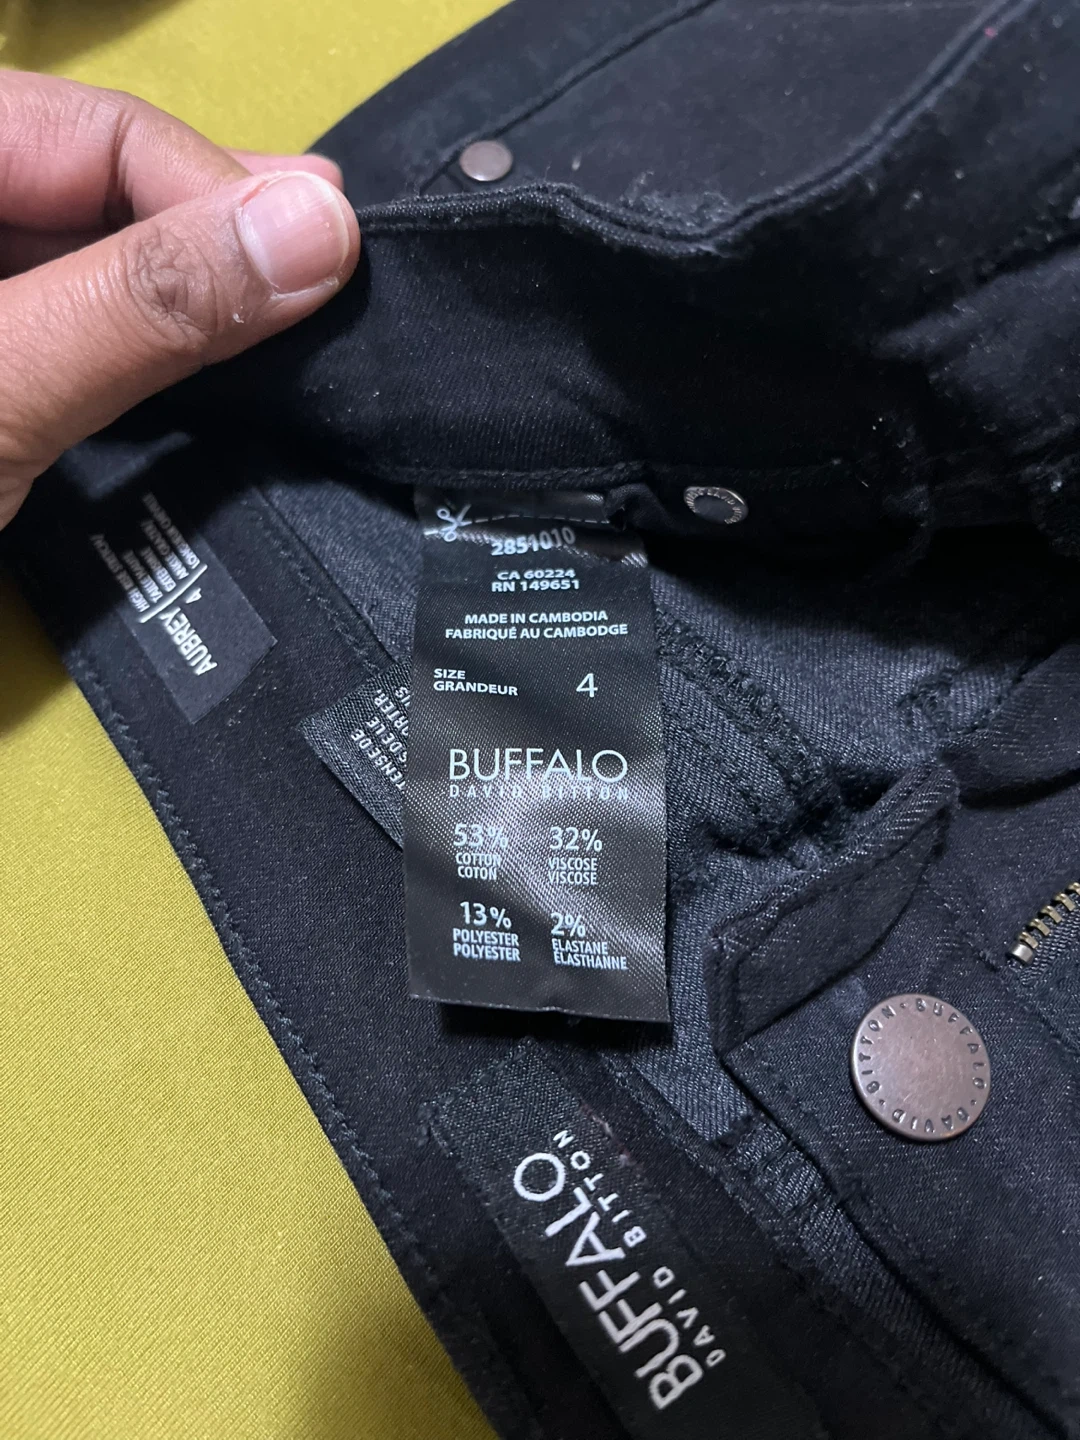 2851010
CA 60224
RN 149651
MADE IN CAMBODIA
FABRIQUÉ AU CAMBODGE
SIZE
GRANDEUR
4
BUFFALO
DAVID BITTON
53% 32%
COTTON VISCOSE
COTON VISCOSE
13% 2%
POLYESTER ELASTANE
POLYESTER ÉLASTHANNE
AUBREY
4
BUFFALO
DAVID BITTON
BUFFALO · DAVID · BITTON ·